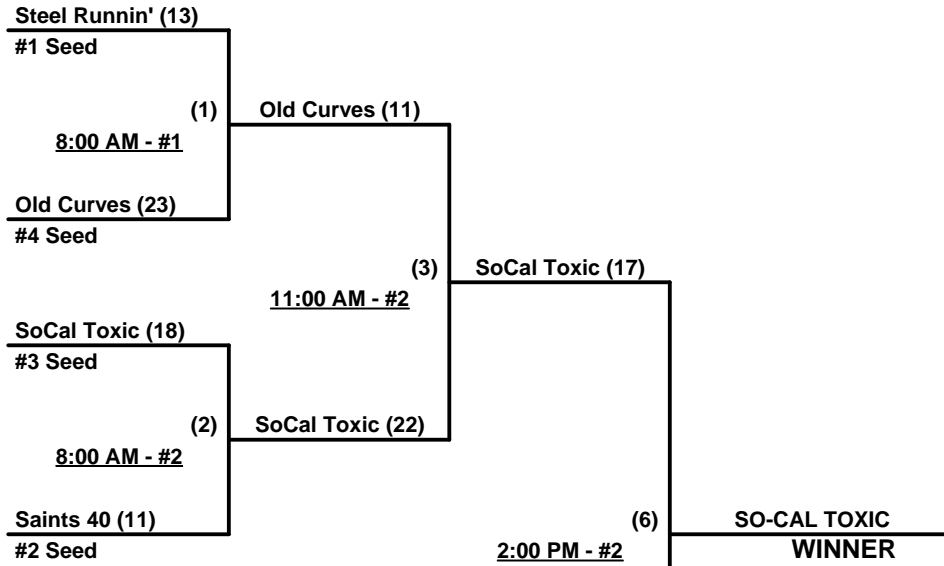 Steel Runnin' (13)
#1 Seed
(1)
Old Curves (11)
8:00 AM - #1
Old Curves (23)
#4 Seed
(3)
SoCal Toxic (17)
11:00 AM - #2
SoCal Toxic (18)
#3 Seed
(2)
SoCal Toxic (22)
8:00 AM - #2
Saints 40 (11)
#2 Seed
(6)
SO-CAL TOXIC
2:00 PM - #2
WINNER